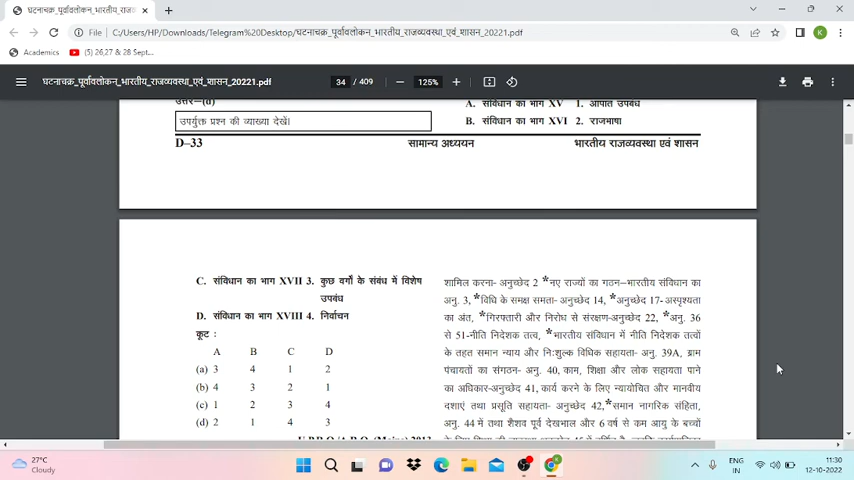 घटनाचक्र_पूर्वावलोकन_भारतीय_राज
File C:/Users/HP/Downloads/Telegram%20Desktop/घटनाचक्र_पूर्वावलोकन_भारतीय_राजव्यवस्था_एवं_शासन_20221.pdf
K
Academics (5) 26,27 & 28 Sept...
घटनाचक्र_पूर्वावलोकन_भारतीय_राजव्यवस्था_एवं_शासन_20221.pdf 34 / 409 125%
उत्तर—(d)
उपर्युक्त प्रश्न की व्याख्या देखें।
A. संविधान का भाग XV 1. आपात उपबंध
B. संविधान का भाग XVI 2. राजभाषा
D–33 सामान्य अध्ययन भारतीय राजव्यवस्था एवं शासन
C. संविधान का भाग XVII 3. कुछ वर्गों के संबंध में विशेष
उपबंध
D. संविधान का भाग XVIII 4. निर्वाचन
कूट :
A B C D
(a) 3 4 1 2
(b) 4 3 2 1
(c) 1 2 3 4
(d) 2 1 4 3
U.P.P.O./A.P.O. (Mains) 2013
शामिल करना- अनुच्छेद 2 *नए राज्यों का गठन–भारतीय संविधान का
अनु. 3, *विधि के समक्ष समता- अनुच्छेद 14, *अनुच्छेद 17-अस्पृश्यता
का अंत, *गिरफ्तारी और निरोध से संरक्षण-अनुच्छेद 22, *अनु. 36
से 51-नीति निदेशक तत्व, *भारतीय संविधान में नीति निदेशक तत्वों
के तहत समान न्याय और निःशुल्क विधिक सहायता- अनु. 39A, ग्राम
पंचायतों का संगठन- अनु. 40, काम, शिक्षा और लोक सहायता पाने
का अधिकार-अनुच्छेद 41, कार्य करने के लिए न्यायोचित और मानवीय
दशाएं तथा प्रसूति सहायता- अनुच्छेद 42,*समान नागरिक संहिता,
अनु. 44 में तथा शैशव पूर्व देखभाल और 6 वर्ष से कम आयु के बच्चों
27°C
Cloudy
ENG
IN
11:30
12-10-2022